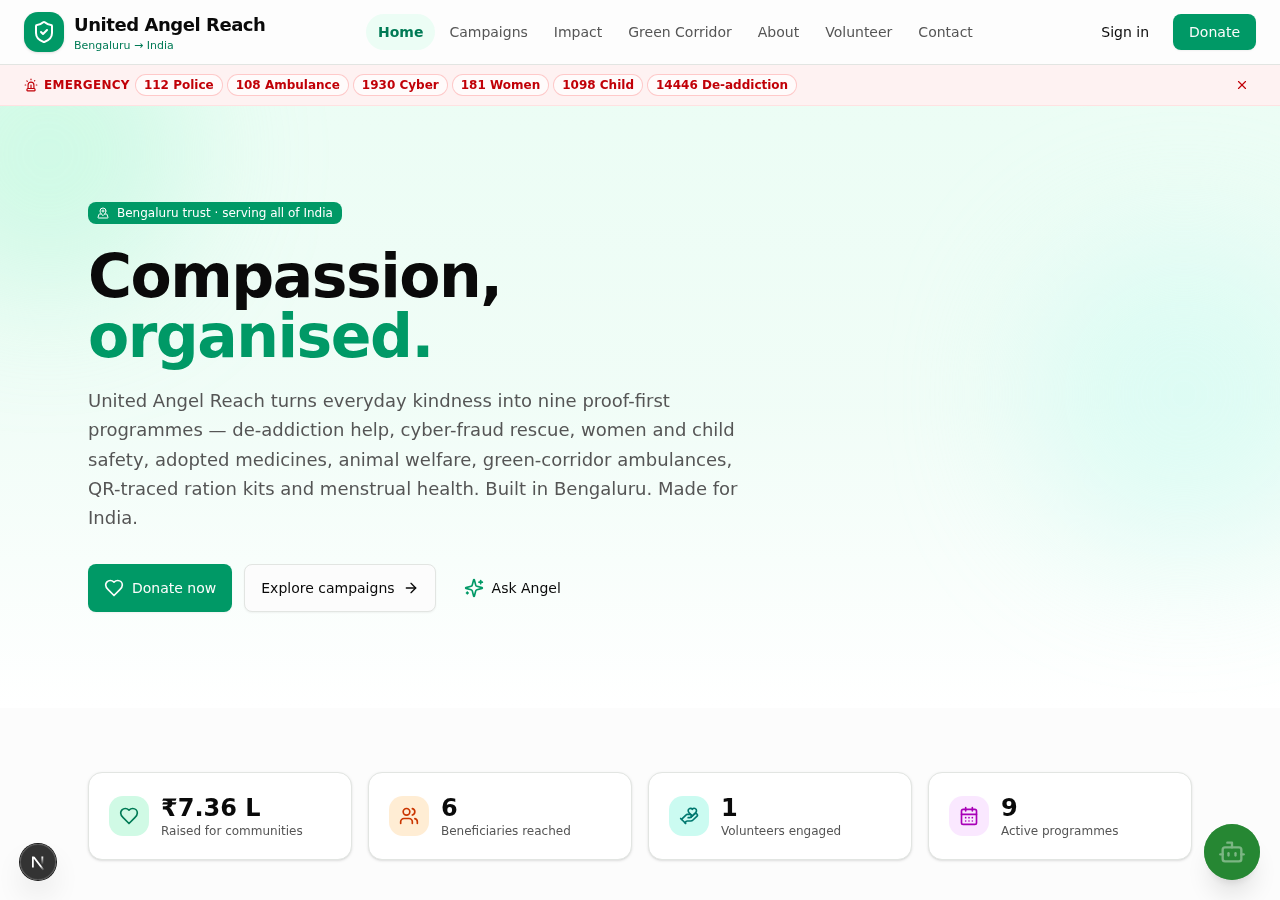 United Angel Reach
Bengaluru → India
Home
Campaigns
Impact
Green Corridor
About
Volunteer
Contact
Sign in
Donate
EMERGENCY
112 Police
108 Ambulance
1930 Cyber
181 Women
1098 Child
14446 De-addiction
Bengaluru trust · serving all of India
Compassion,
organised.
United Angel Reach turns everyday kindness into nine proof-first
programmes — de-addiction help, cyber-fraud rescue, women and child
safety, adopted medicines, animal welfare, green-corridor ambulances,
QR-traced ration kits and menstrual health. Built in Bengaluru. Made for
India.
Donate now
Explore campaigns →
Ask Angel
₹7.36 L
Raised for communities
6
Beneficiaries reached
1
Volunteers engaged
9
Active programmes
N